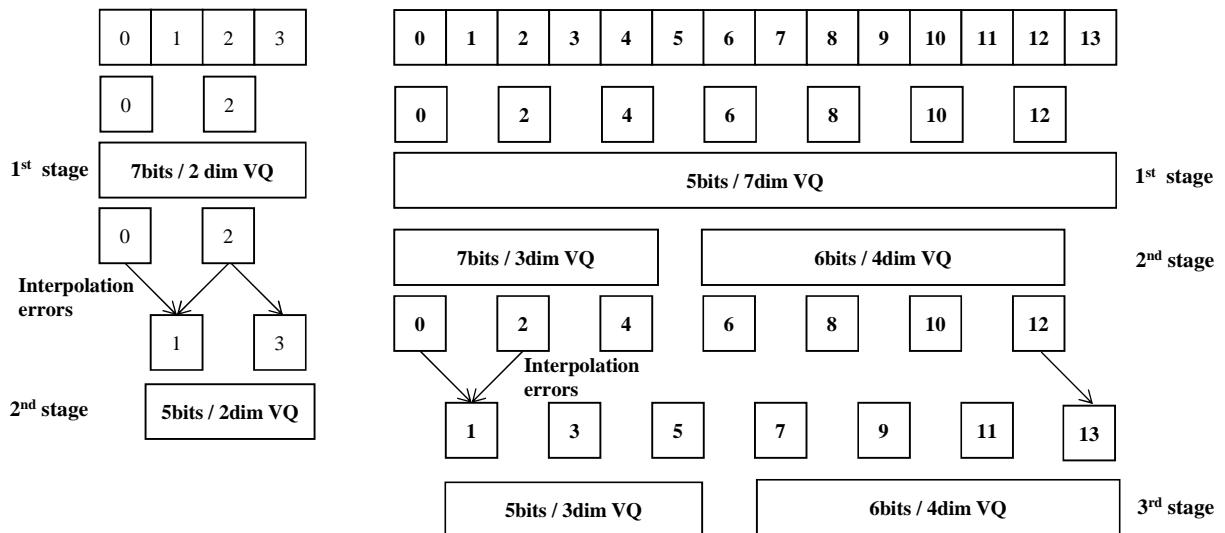 0 1 2 3
0 2
1st stage
7bits / 2 dim VQ
0 2
Interpolation
errors
1 3
2nd stage
5bits / 2dim VQ
0 1 2 3 4 5 6 7 8 9 10 11 12 13
0 2 4 6 8 10 12
5bits / 7dim VQ
1st stage
7bits / 3dim VQ
6bits / 4dim VQ
2nd stage
0 2 4 6 8 10 12
Interpolation
errors
1 3 5 7 9 11 13
5bits / 3dim VQ
6bits / 4dim VQ
3rd stage